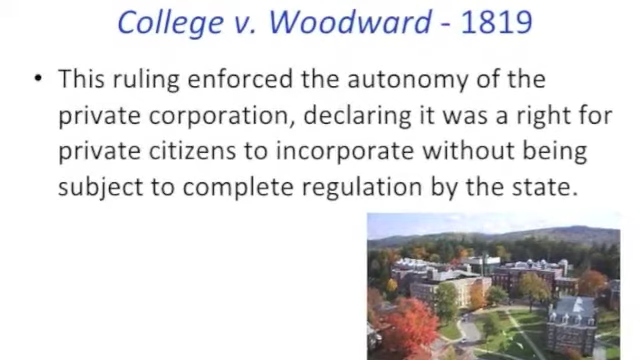 College v. Woodward - 1819
• This ruling enforced the autonomy of the
private corporation, declaring it was a right for
private citizens to incorporate without being
subject to complete regulation by the state.